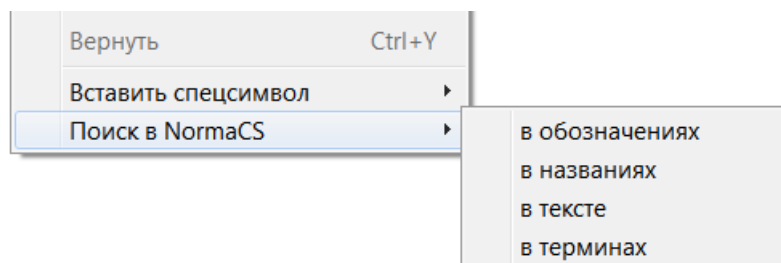 Вернуть Ctrl+Y
Вставить спецсимвол
Поиск в NormaCS
в обозначениях
в названиях
в тексте
в терминах